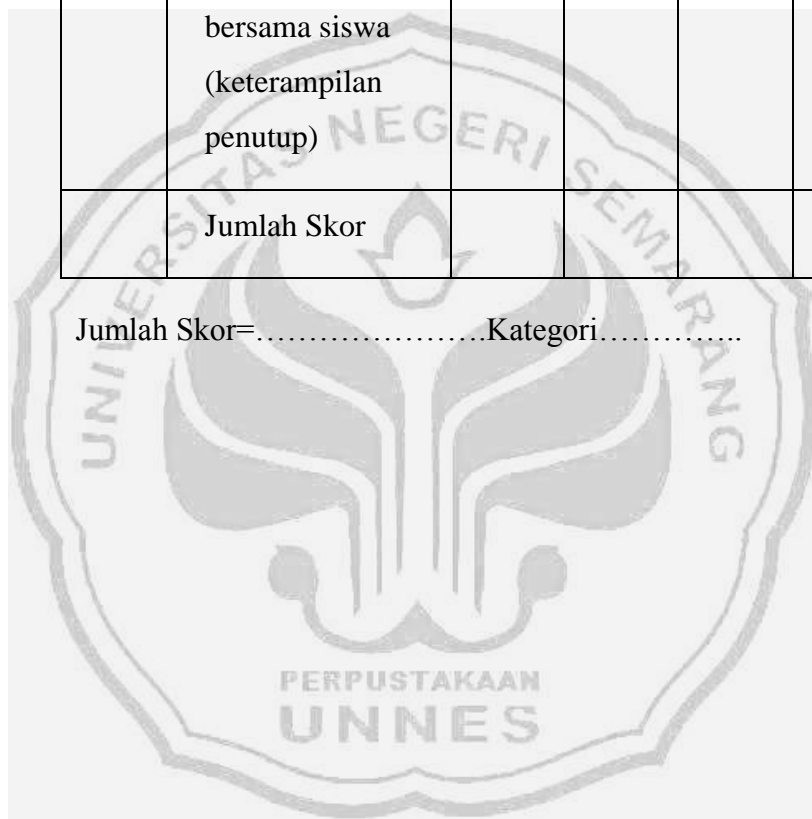 bersama siswa
(keterampilan
penutup)
Jumlah Skor
Jumlah Skor=………………….Kategori…………..
UNIVERSITAS NEGERI SEMARANG
PERPUSTAKAAN
UNNES